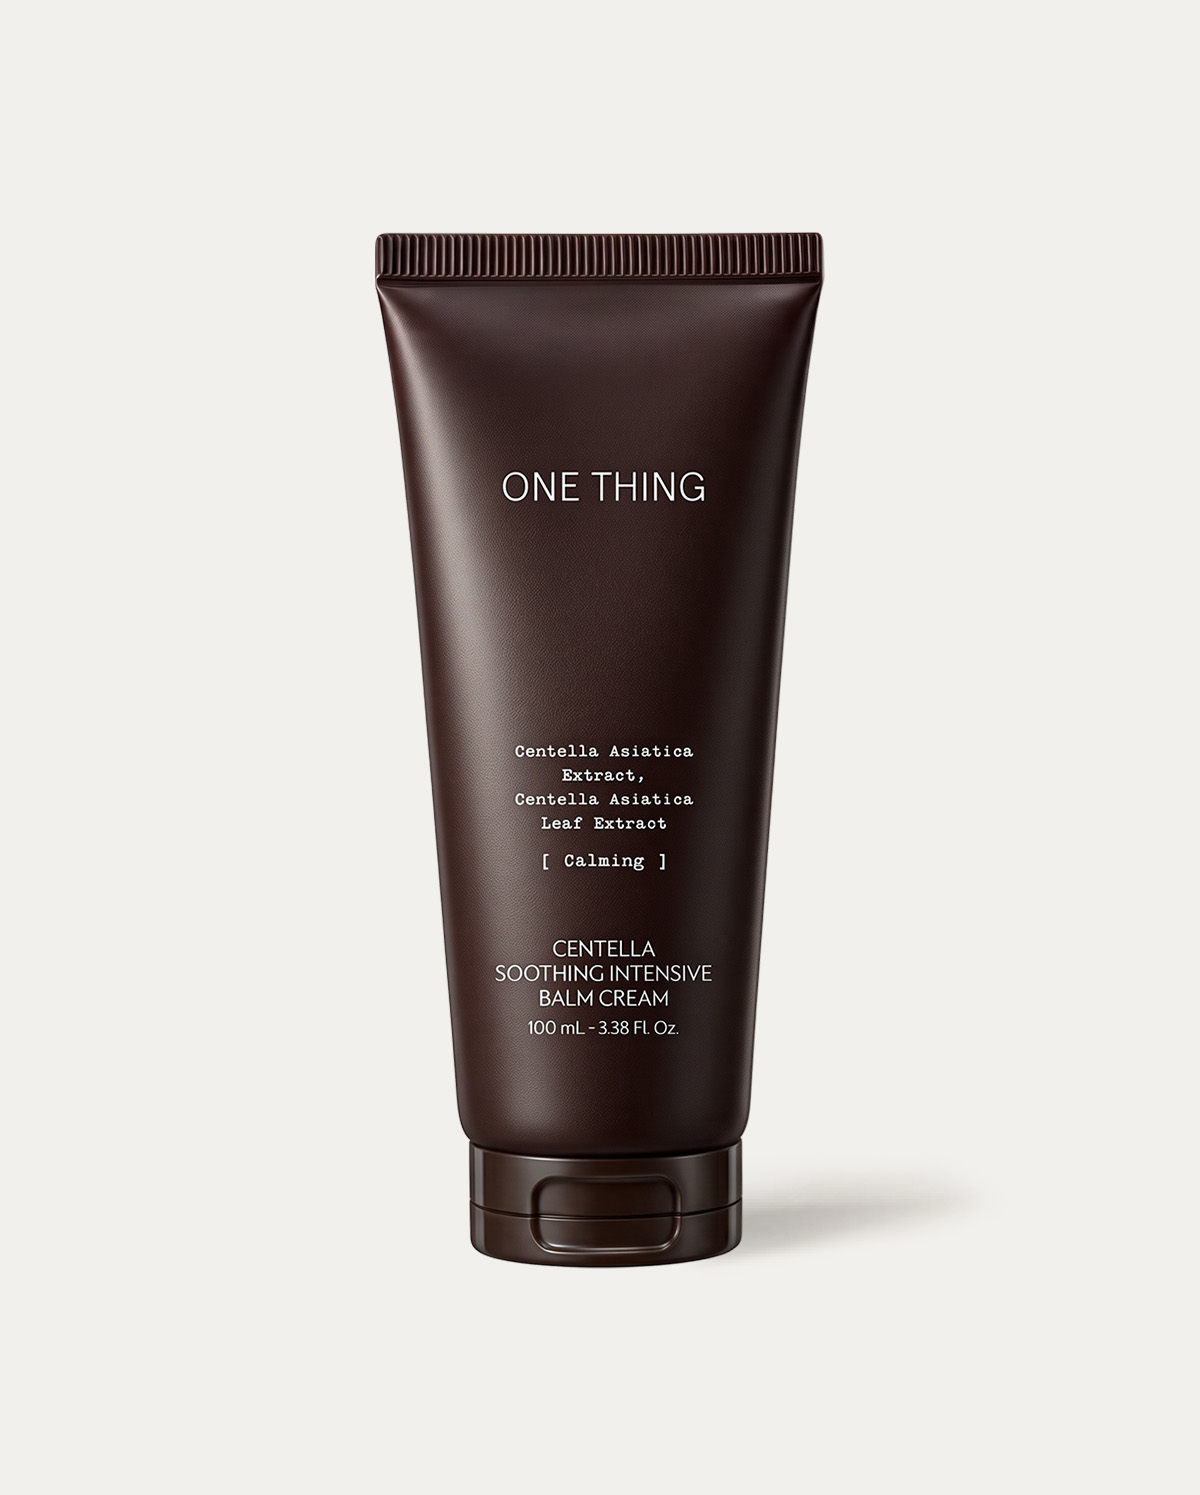 ONE THING
Centella Asiatica
Extract,
Centella Asiatica
Leaf Extract
[ Calming ]
CENTELLA
SOOTHING INTENSIVE
BALM CREAM
100 mL - 3.38 Fl. Oz.